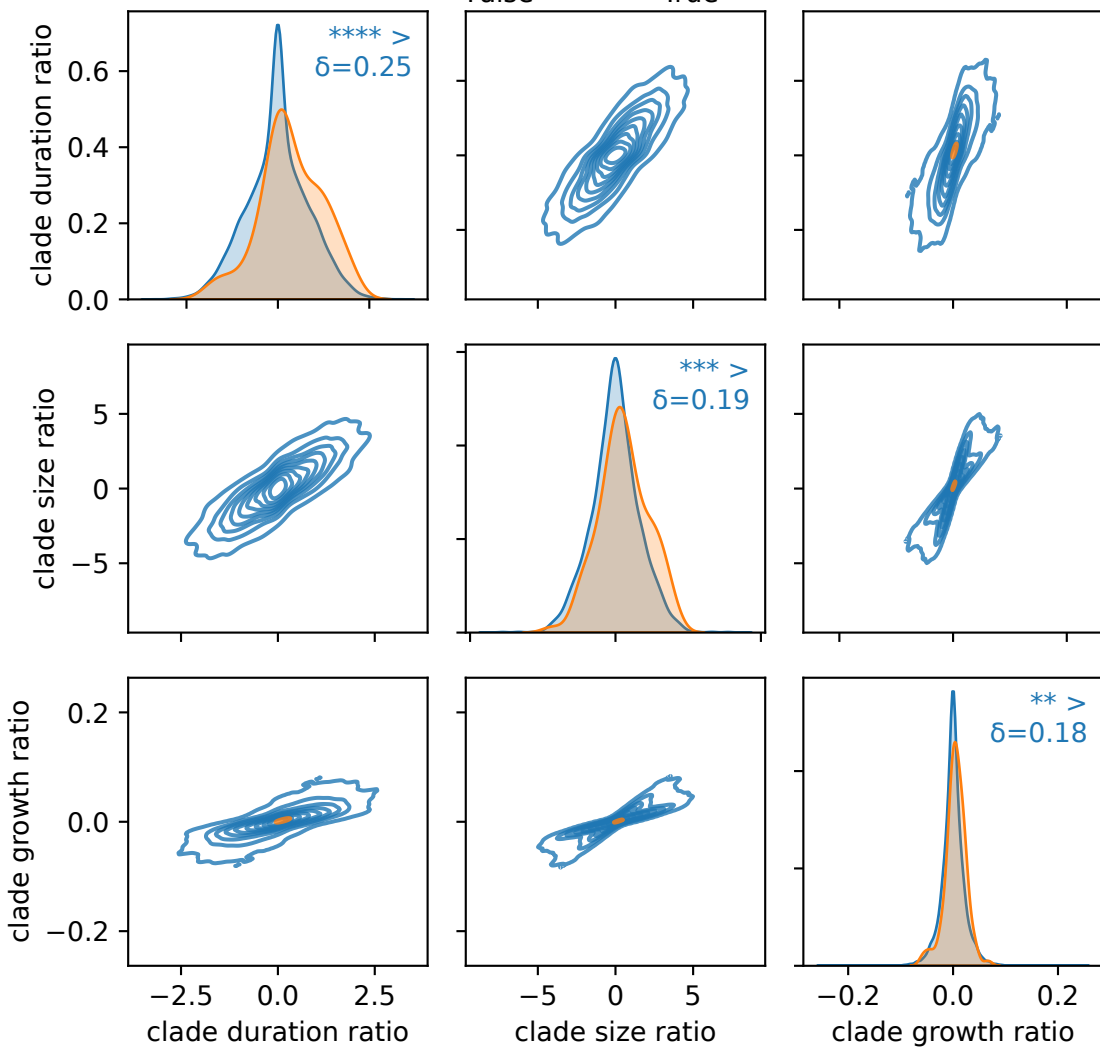 clade duration ratio
0.6
0.4
0.2
0.0
**** >
δ=0.25
clade size ratio
5
0
−5
*** >
δ=0.19
clade growth ratio
0.2
0.0
−0.2
** >
δ=0.18
−2.5 0.0 2.5
−5 0 5
−0.2 0.0 0.2
clade duration ratio
clade size ratio
clade growth ratio